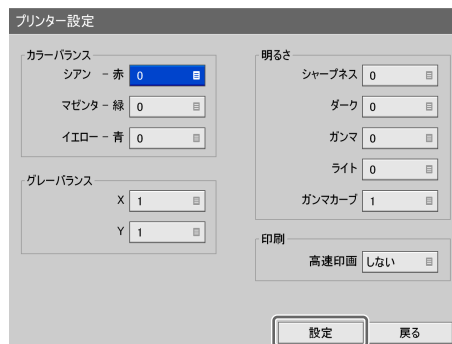 プリンター設定
カラーバランス
シアン － 赤 0
マゼンタ － 緑 0
イエロー － 青 0
グレーバランス
X 1
Y 1
明るさ
シャープネス 0
ダーク 0
ガンマ 0
ライト 0
ガンマカーブ 1
印刷
高速印画 しない
設定 戻る